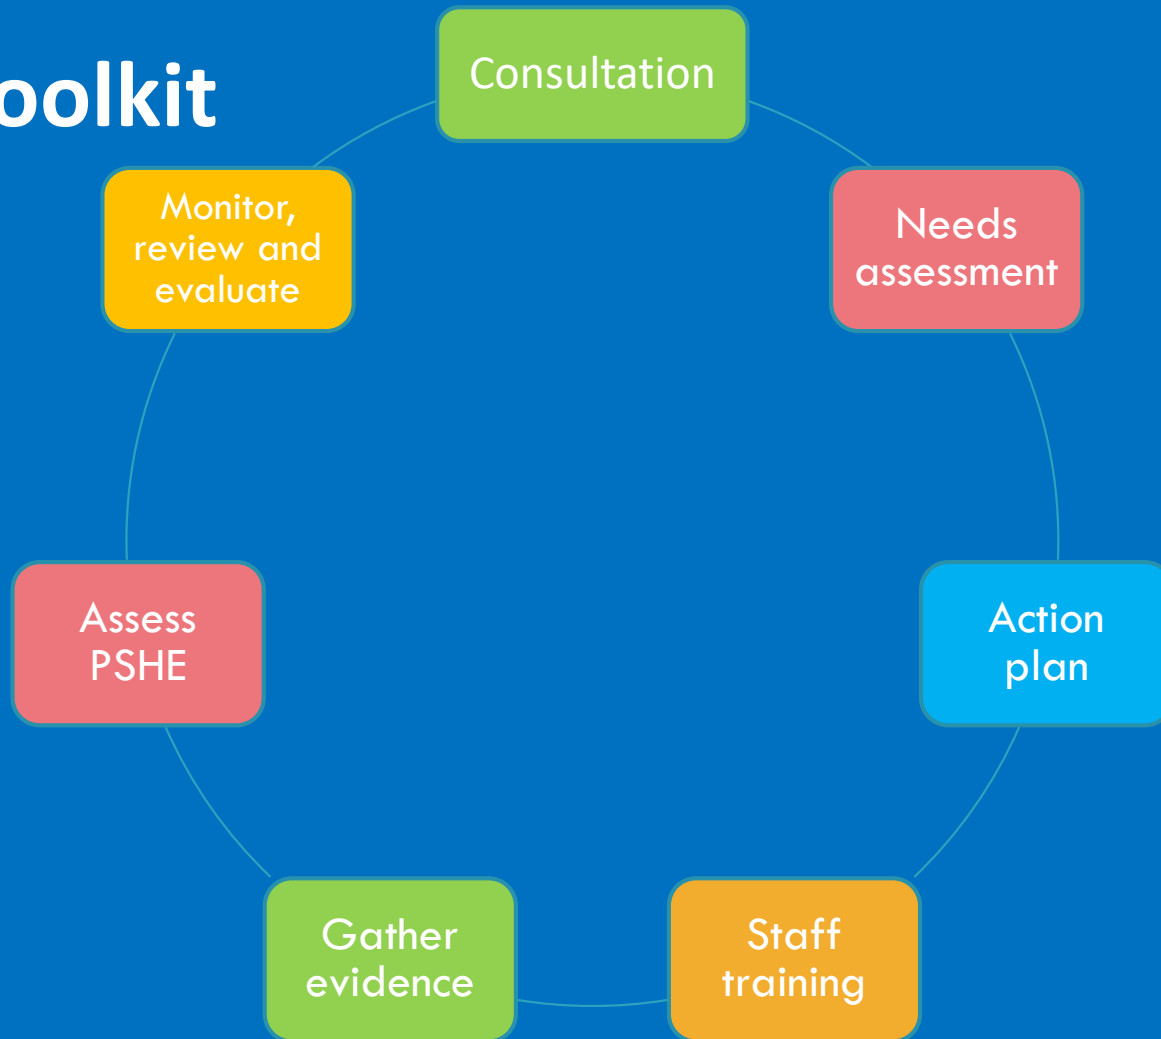 oolkit
Consultation
Needs
assessment
Action
plan
Staff
training
Gather
evidence
Assess
PSHE
Monitor,
review and
evaluate